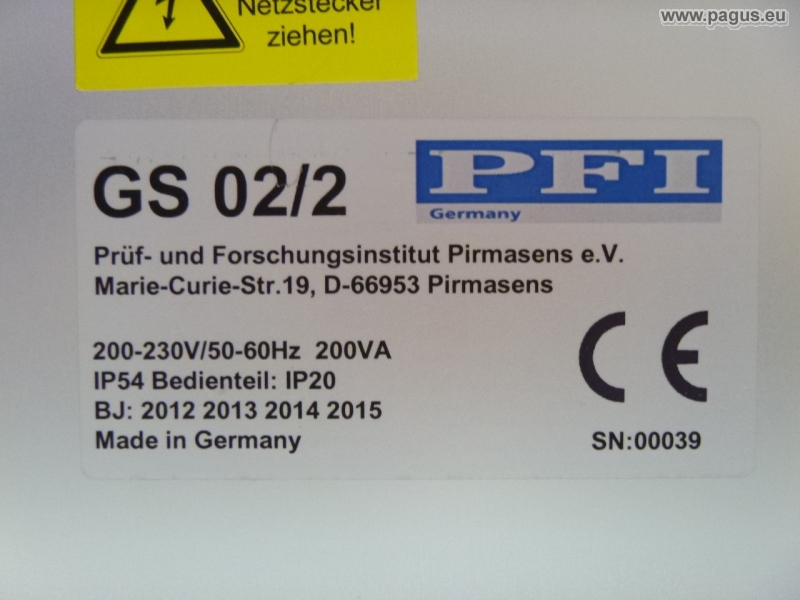 www.pagus.eu
Netzstecker
ziehen!
GS 02/2
PFI
Germany
Prüf- und Forschungsinstitut Pirmasens e.V.
Marie-Curie-Str.19, D-66953 Pirmasens
200-230V/50-60Hz 200VA
IP54 Bedienteil: IP20
BJ: 2012 2013 2014 2015
Made in Germany
CE
SN:00039